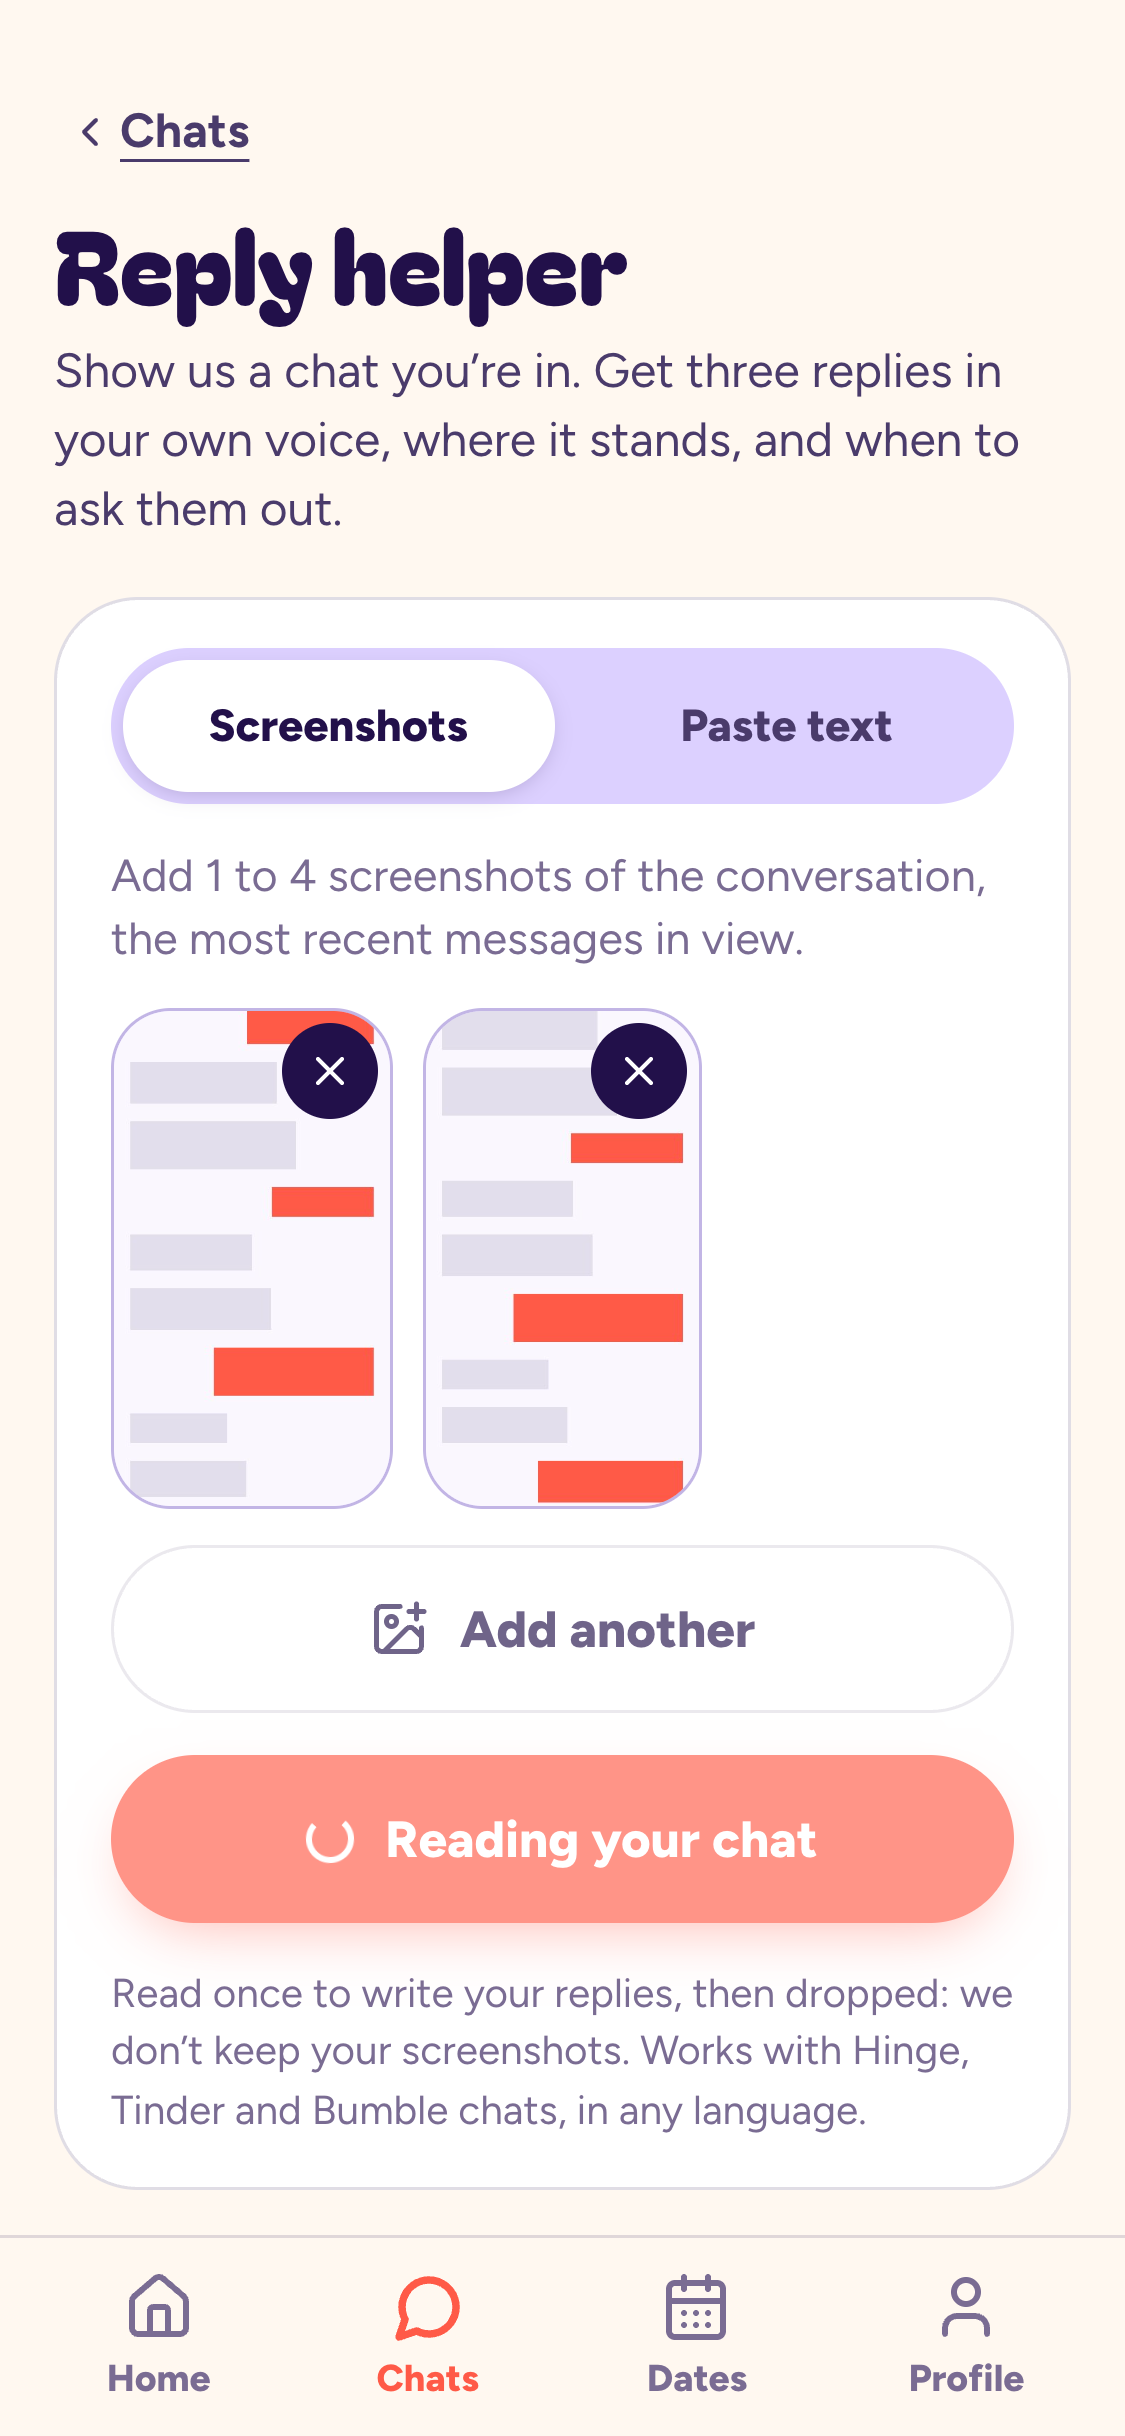 Chats
Reply helper
Show us a chat you’re in. Get three replies in
your own voice, where it stands, and when to
ask them out.
Screenshots
Paste text
Add 1 to 4 screenshots of the conversation,
the most recent messages in view.
Add another
Reading your chat
Read once to write your replies, then dropped: we
don’t keep your screenshots. Works with Hinge,
Tinder and Bumble chats, in any language.
Home
Chats
Dates
Profile